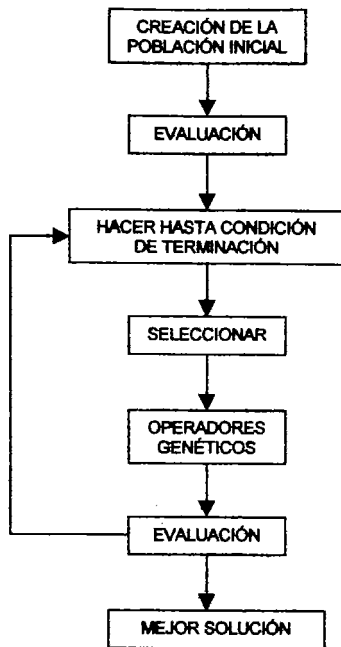 CREACIÓN DE LA
POBLACIÓN INICIAL
EVALUACIÓN
HACER HASTA CONDICIÓN
DE TERMINACIÓN
SELECCIONAR
OPERADORES
GENÉTICOS
EVALUACIÓN
MEJOR SOLUCIÓN